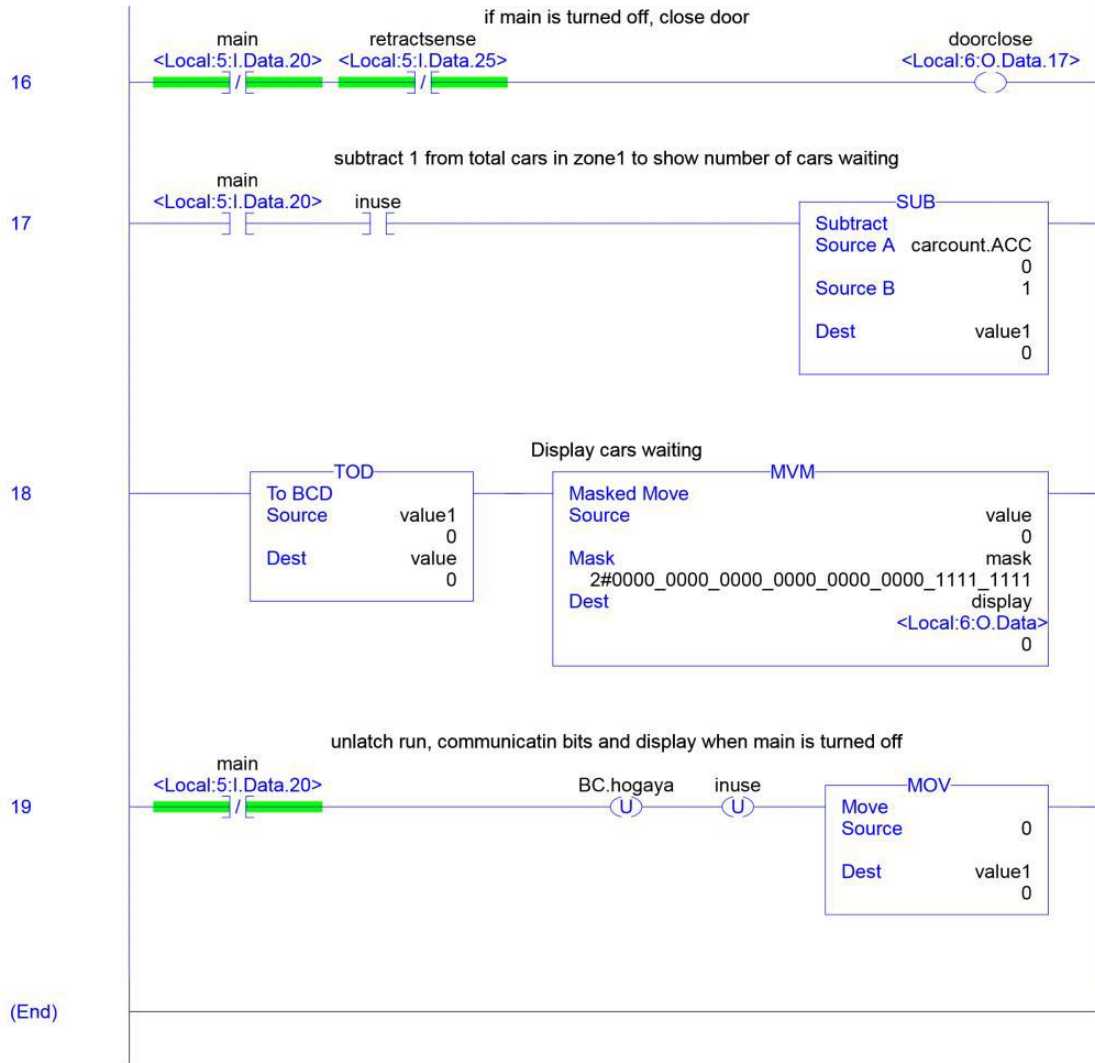 if main is turned off, close door
main retractsense doorclose
<Local:5:I.Data.20> <Local:5:I.Data.25> <Local:6:O.Data.17>
16 / /
subtract 1 from total cars in zone1 to show number of cars waiting
main
<Local:5:I.Data.20> inuse
SUB
17
Subtract
Source A carcount.ACC
0
Source B 1
Dest value1
0
Display cars waiting
18
TOD
To BCD
Source value1
0
Dest value
0
MVM
Masked Move
Source value
0
Mask mask
2#0000_0000_0000_0000_0000_0000_1111_1111
Dest display
<Local:6:O.Data>
0
unlatch run, communicatin bits and display when main is turned off
main
<Local:5:I.Data.20> BC.hogaya inuse
19 / U U
MOV
Move
Source 0
Dest value1
0
(End)